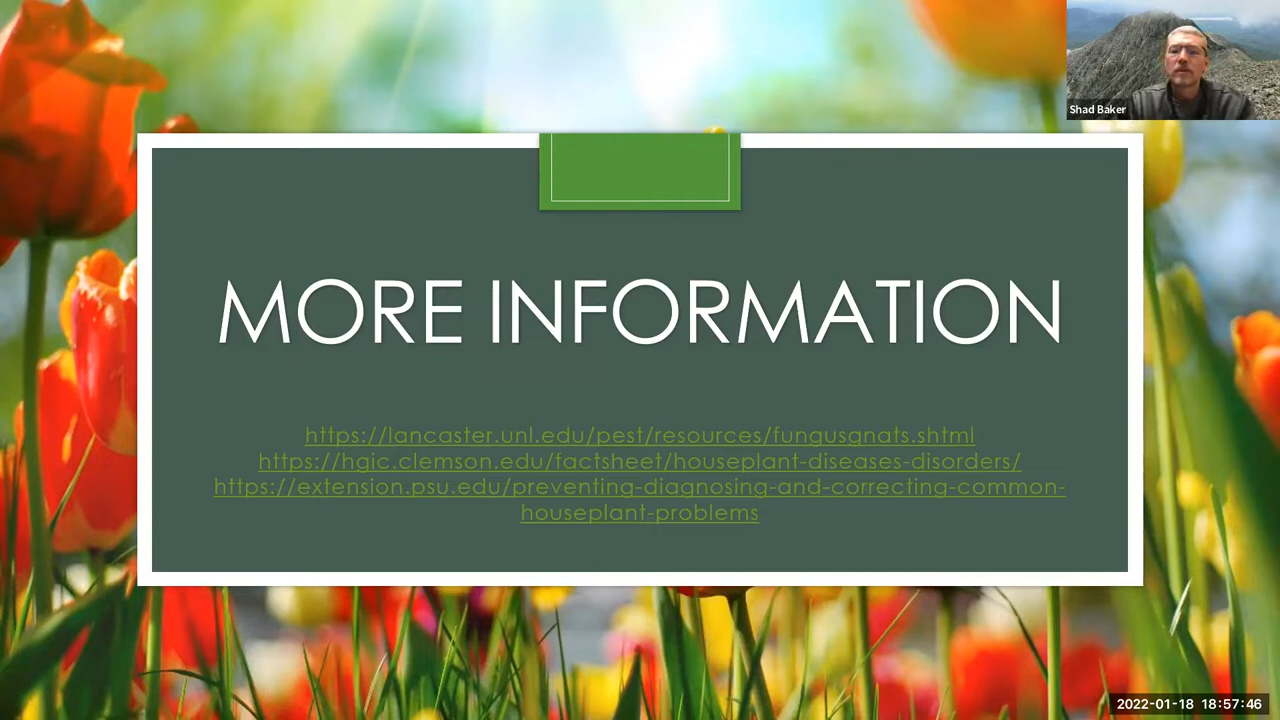 Shad Baker
MORE INFORMATION
https://lancaster.unl.edu/pest/resources/fungusgnats.shtml
https://hgic.clemson.edu/factsheet/houseplant-diseases-disorders/
https://extension.psu.edu/preventing-diagnosing-and-correcting-common-
houseplant-problems
2022-01-18 18:57:46